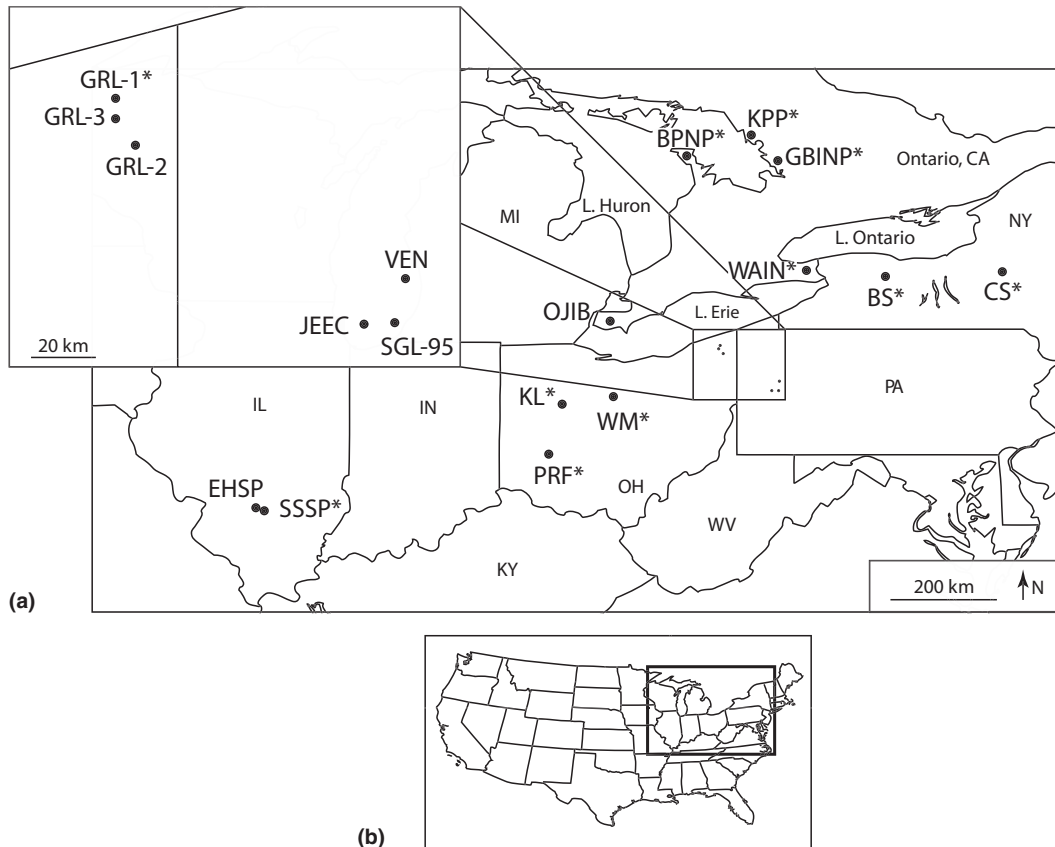 GRL-1*
GRL-3
GRL-2
VEN
JEEC
SGL-95
20 km
KPP*
BPNP*
GBINP*
Ontario, CA
L. Huron
MI
NY
L. Ontario
WAIN*
BS*
CS*
OJIB
L. Erie
PA
IL
IN
KL*
WM*
PRF*
OH
EHSP
SSSP*
WV
KY
200 km
N
(a)
(b)